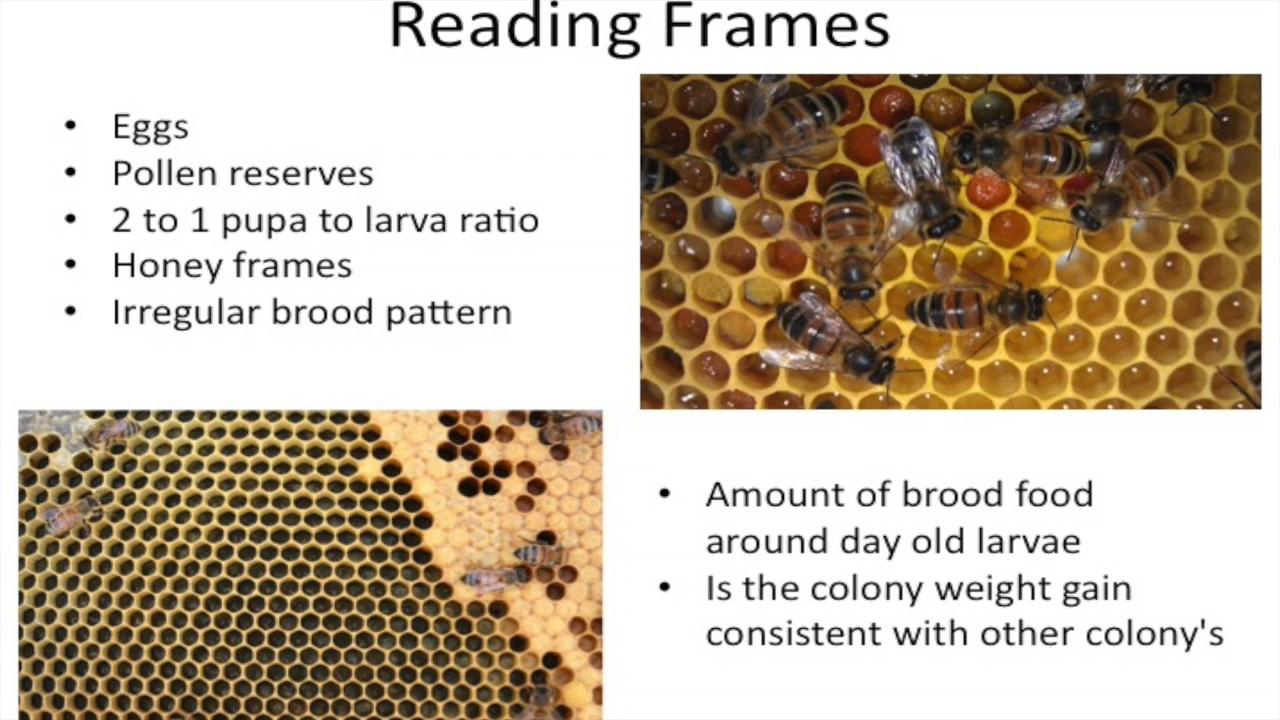 Reading Frames
• Eggs
• Pollen reserves
• 2 to 1 pupa to larva ratio
• Honey frames
• Irregular brood pattern
• Amount of brood food
around day old larvae
• Is the colony weight gain
consistent with other colony's